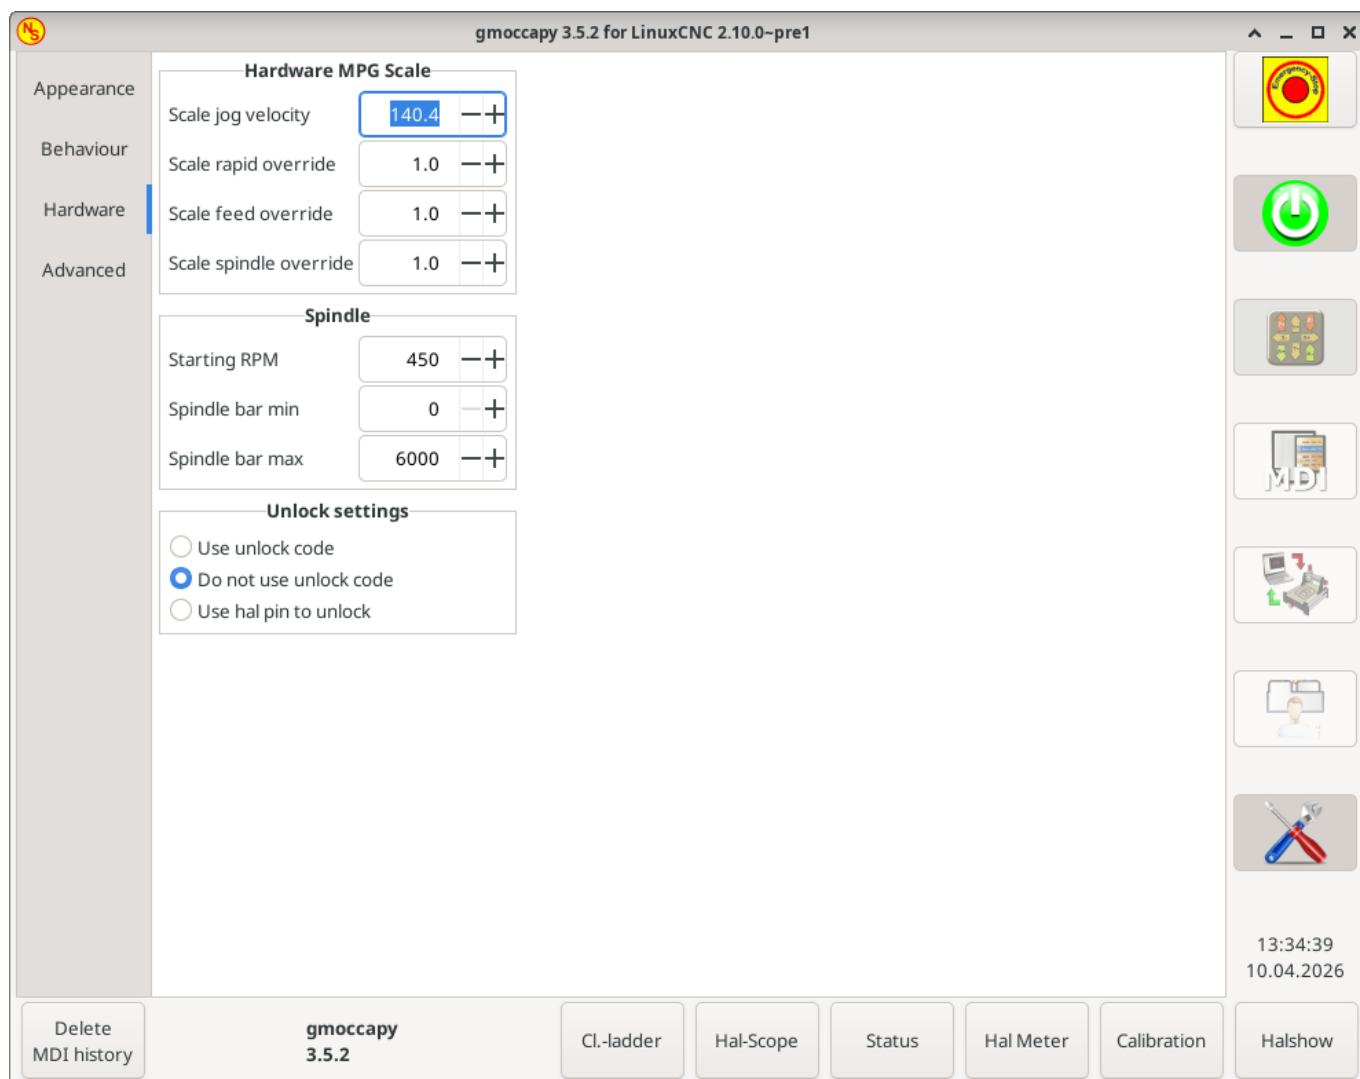 gmoccapy 3.5.2 for LinuxCNC 2.10.0~pre1
Appearance
Behaviour
Hardware
Advanced
Hardware MPG Scale
Scale jog velocity 140.4
Scale rapid override 1.0
Scale feed override 1.0
Scale spindle override 1.0
Spindle
Starting RPM 450
Spindle bar min 0
Spindle bar max 6000
Unlock settings
Use unlock code
Do not use unlock code
Use hal pin to unlock
Emergency-Stop
MDI
13:34:39
10.04.2026
Delete
MDI history
gmoccapy
3.5.2
Cl.-ladder
Hal-Scope
Status
Hal Meter
Calibration
Halshow